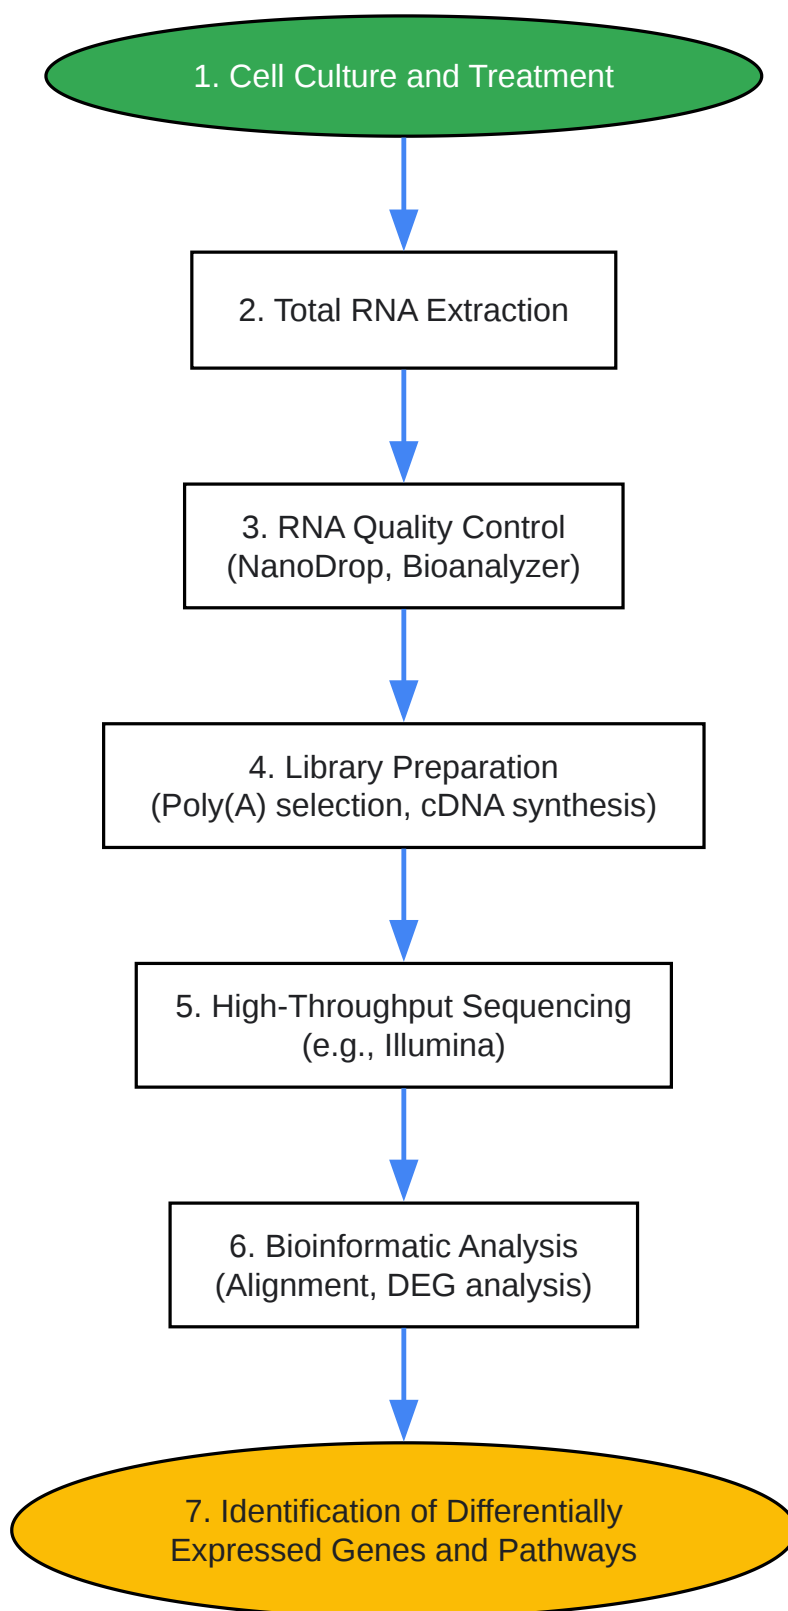 1. Cell Culture and Treatment
2. Total RNA Extraction
3. RNA Quality Control
(NanoDrop, Bioanalyzer)
4. Library Preparation
(Poly(A) selection, cDNA synthesis)
5. High-Throughput Sequencing
(e.g., Illumina)
6. Bioinformatic Analysis
(Alignment, DEG analysis)
7. Identification of Differentially
Expressed Genes and Pathways